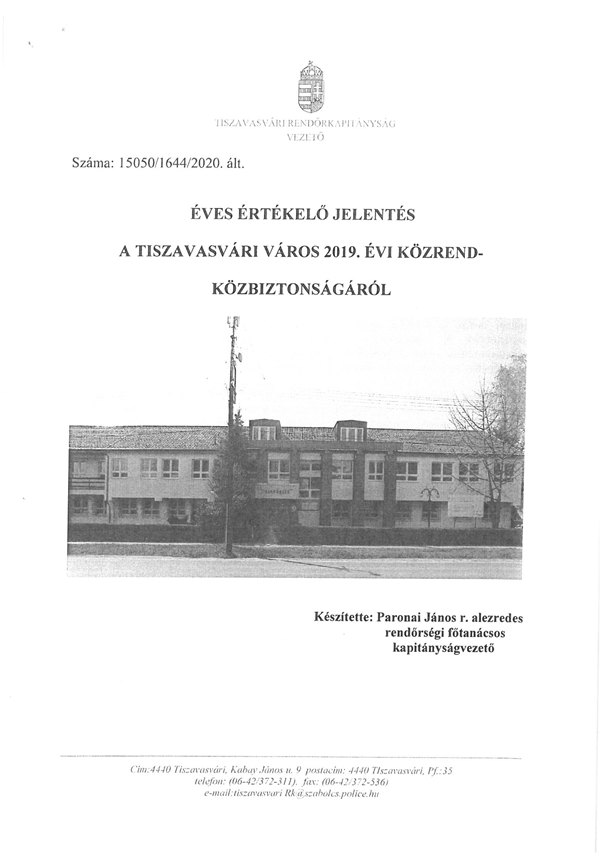 TISZAVASVÁRI RENDŐRKAPITÁNYSÁG
VEZETŐ
Száma: 15050/1644/2020. ált.
ÉVES ÉRTÉKELŐ JELENTÉS
A TISZAVASVÁRI VÁROS 2019. ÉVI KÖZREND-
KÖZBIZTONSÁGÁRÓL
Készítette: Paronai János r. alezredes
rendőrségi főtanácsos
kapitányságvezető
Cím:4440 Tiszavasvári, Kabay János u. 9 postacím: 4440 TIszavasvári, Pf.:35
telefon: (06-42/372-311). fax: (06-42/372-536)
e-mail:tiszavasvari Rk@szabolcs.police.hu